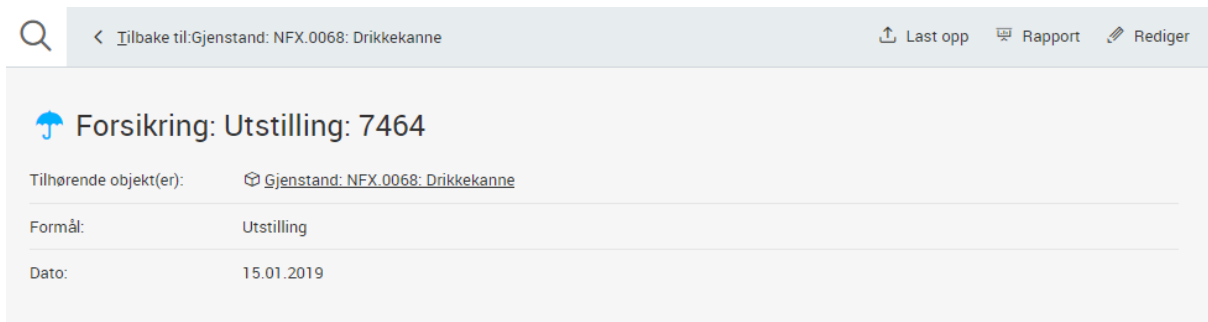 Tilbake til:Gjenstand: NFX.0068: Drikkekanne Last opp Rapport Rediger
Forsikring: Utstilling: 7464
Tilhørende objekt(er): Gjenstand: NFX.0068: Drikkekanne
Formål: Utstilling
Dato: 15.01.2019